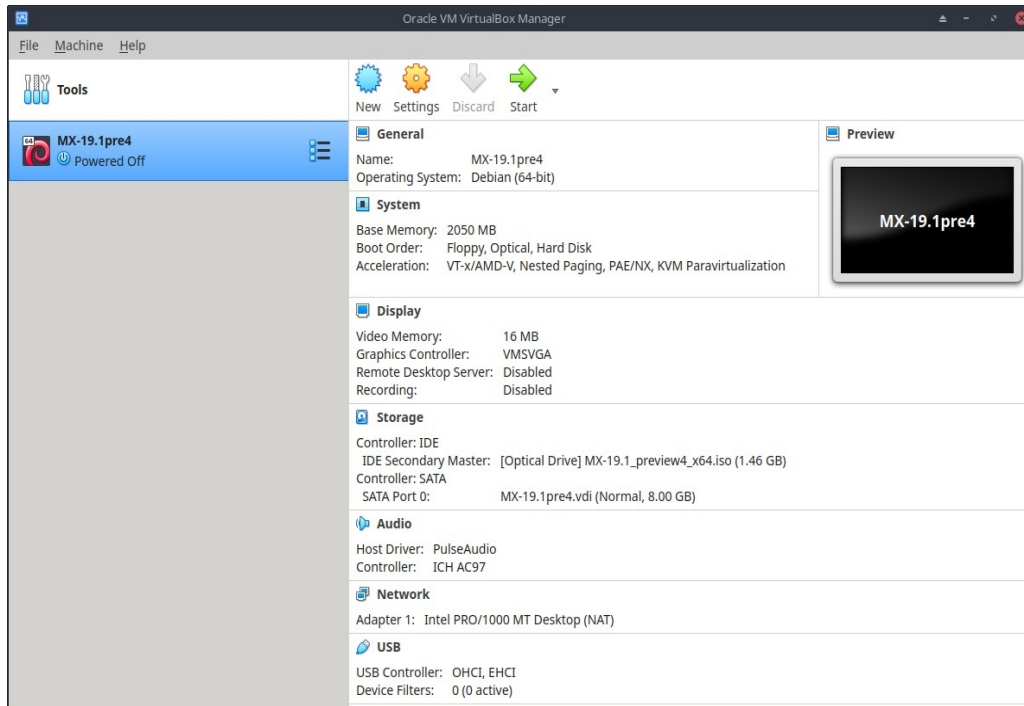 Oracle VM VirtualBox Manager
File Machine Help
Tools
New Settings Discard Start
64
MX-19.1pre4
Powered Off
General
Name: MX-19.1pre4
Operating System: Debian (64-bit)
Preview
MX-19.1pre4
System
Base Memory: 2050 MB
Boot Order: Floppy, Optical, Hard Disk
Acceleration: VT-x/AMD-V, Nested Paging, PAE/NX, KVM Paravirtualization
Display
Video Memory: 16 MB
Graphics Controller: VMSVGA
Remote Desktop Server: Disabled
Recording: Disabled
Storage
Controller: IDE
IDE Secondary Master: [Optical Drive] MX-19.1_preview4_x64.iso (1.46 GB)
Controller: SATA
SATA Port 0: MX-19.1pre4.vdi (Normal, 8.00 GB)
Audio
Host Driver: PulseAudio
Controller: ICH AC97
Network
Adapter 1: Intel PRO/1000 MT Desktop (NAT)
USB
USB Controller: OHCI, EHCI
Device Filters: 0 (0 active)